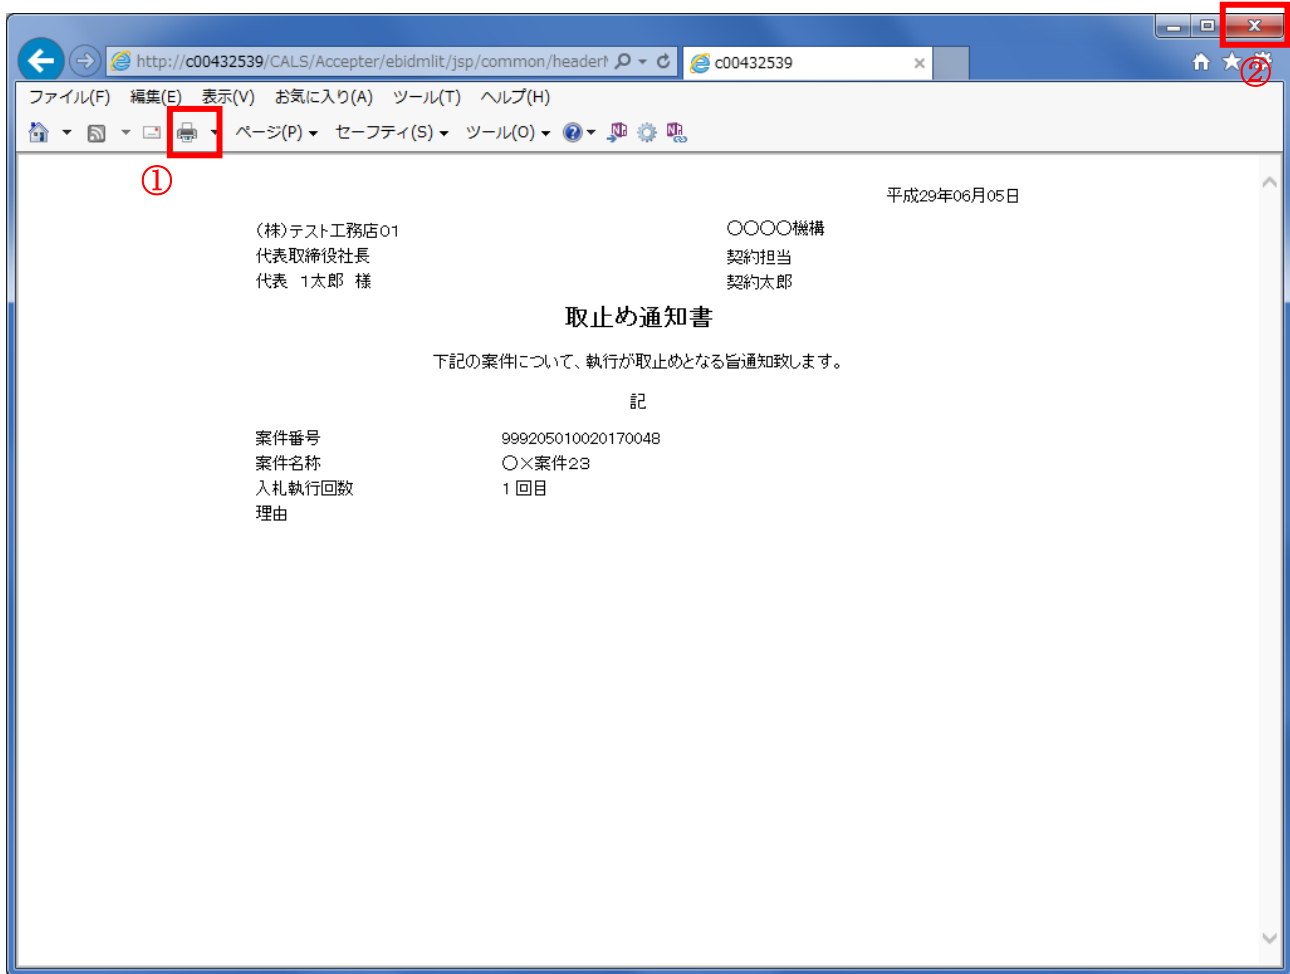 ②
http://c00432539/CALS/Accepter/ebidmlit/jsp/common/header
c00432539
ファイル(F) 編集(E) 表示(V) お気に入り(A) ツール(T) ヘルプ(H)
ページ(P) セーフティ(S) ツール(O)
①
平成29年06月05日
(株)テスト工務店01
〇〇〇〇機構
代表取締役社長
契約担当
代表 1太郎 様
契約太郎
取止め通知書
下記の案件について、執行が取止めとなる旨通知致します。
記
案件番号 999205010020170048
案件名称 〇×案件23
入札執行回数 1回目
理由